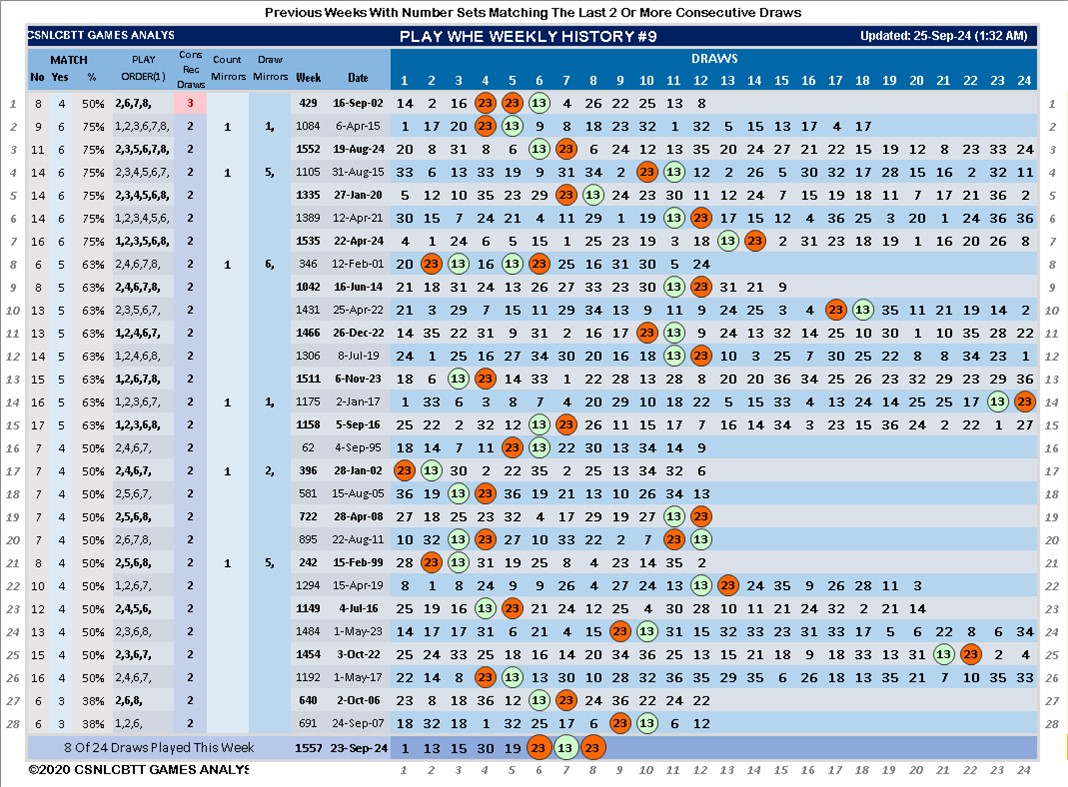 Previous Weeks With Number Sets Matching The Last 2 Or More Consecutive Draws
CSNLCBTT GAMES ANALYS PLAY WHE WEEKLY HISTORY #9 Updated: 25-Sep-24 (1:32 AM)
MATCH PLAY Cons Count Draw DRAWS
No Yes % ORDER(1) Rec Draws Mirrors Mirrors Week Date 1 2 3 4 5 6 7 8 9 10 11 12 13 14 15 16 17 18 19 20 21 22 23 24
1 8 4 50% 2,6,7,8, 3 429 16-Sep-02 14 2 16 23 23 13 4 26 22 25 13 8 1
2 9 6 75% 1,2,3,6,7,8, 2 1 1, 1084 6-Apr-15 1 17 20 23 13 9 8 18 23 32 1 32 5 15 13 17 4 17 2
3 11 6 75% 2,3,5,6,7,8, 2 1552 19-Aug-24 20 8 31 8 6 13 23 6 24 12 13 35 20 24 27 21 22 15 19 12 8 23 33 24 3
4 14 6 75% 2,3,4,5,6,7, 2 1 5, 1105 31-Aug-15 33 6 13 33 19 9 31 34 2 23 13 12 2 26 5 30 32 17 28 15 16 2 32 11 4
5 14 6 75% 2,3,4,5,6,8, 2 1335 27-Jan-20 5 12 10 35 23 29 23 13 24 23 30 11 12 24 7 15 19 18 11 7 17 21 36 2 5
6 14 6 75% 1,2,3,4,5,6, 2 1389 12-Apr-21 30 15 7 24 21 4 11 29 1 19 13 23 17 15 12 4 36 25 3 20 1 24 36 36 6
7 16 6 75% 1,2,3,5,6,8, 2 1535 22-Apr-24 4 1 24 6 5 15 1 25 23 19 3 18 13 23 2 31 23 18 19 1 16 20 26 8 7
8 6 5 63% 2,4,6,7,8, 2 1 6, 346 12-Feb-01 20 23 13 16 13 23 25 16 31 30 5 24 8
9 8 5 63% 2,4,6,7,8, 2 1042 16-Jun-14 21 18 31 24 13 26 27 33 23 30 13 23 31 21 9 9
10 13 5 63% 2,3,5,6,7, 2 1431 25-Apr-22 21 3 29 7 15 11 29 34 13 9 11 9 24 25 3 4 23 13 35 11 21 19 14 2 10
11 13 5 63% 1,2,4,6,7, 2 1466 26-Dec-22 14 35 22 31 9 31 2 16 17 23 13 9 24 13 32 14 25 10 30 1 10 35 28 22 11
12 14 5 63% 1,2,4,6,8, 2 1306 8-Jul-19 24 1 25 16 27 34 30 20 16 18 13 23 10 3 25 7 30 25 22 8 8 34 23 1 12
13 15 5 63% 1,2,6,7,8, 2 1511 6-Nov-23 18 6 13 23 14 33 1 22 28 13 28 8 20 20 36 34 25 26 23 32 29 23 29 36 13
14 16 5 63% 1,2,3,6,7, 2 1 1, 1175 2-Jan-17 1 33 6 3 8 7 4 20 29 10 18 22 5 15 33 4 13 24 14 25 25 17 13 23 14
15 17 5 63% 1,2,3,6,8, 2 1158 5-Sep-16 25 22 2 32 12 13 23 26 11 15 17 7 16 14 34 3 23 15 36 24 2 22 1 27 15
16 7 4 50% 2,4,6,7, 2 62 4-Sep-95 18 14 7 11 23 13 22 30 13 34 14 9 16
17 7 4 50% 2,4,6,7, 2 1 2, 396 28-Jan-02 23 13 30 2 22 35 2 25 13 34 32 6 17
18 7 4 50% 2,5,6,7, 2 581 15-Aug-05 36 19 13 23 36 19 21 13 10 26 34 13 18
19 7 4 50% 2,5,6,8, 2 722 28-Apr-08 27 18 25 23 32 4 17 29 19 27 13 23 19
20 7 4 50% 2,6,7,8, 2 895 22-Aug-11 10 32 13 23 27 10 33 22 2 7 23 13 20
21 8 4 50% 2,5,6,8, 2 1 5, 242 15-Feb-99 28 23 13 31 19 25 8 4 23 14 35 2 21
22 10 4 50% 1,2,6,7, 2 1294 15-Apr-19 8 1 8 24 9 9 26 4 27 24 13 13 23 24 35 9 26 28 11 3 22
23 12 4 50% 2,4,5,6, 2 1149 4-Jul-16 25 19 16 13 23 21 24 12 25 4 30 28 10 11 21 24 32 2 21 14 23
24 13 4 50% 2,3,6,8, 2 1484 1-May-23 14 17 17 31 6 21 4 15 23 13 31 15 32 33 23 31 33 17 5 6 22 8 6 34 24
25 15 4 50% 2,3,6,7, 2 1454 3-Oct-22 25 24 33 25 18 16 14 20 34 36 25 13 15 21 18 9 18 33 13 31 13 23 2 4 25
26 16 4 50% 2,4,6,7, 2 1192 1-May-17 22 14 8 23 13 13 30 10 28 32 36 35 29 35 6 26 18 13 35 21 7 10 35 33 26
27 6 3 38% 2,6,8, 2 640 2-Oct-06 23 8 18 36 12 13 23 24 36 22 24 22 27
28 6 3 38% 1,2,6, 2 691 24-Sep-07 18 32 18 1 32 25 17 6 23 13 6 12 28
8 Of 24 Draws Played This Week 1557 23-Sep-24 1 13 15 30 19 23 13 23
©2020 CSNLCBTT GAMES ANALYS 1 2 3 4 5 6 7 8 9 10 11 12 13 14 15 16 17 18 19 20 21 22 23 24